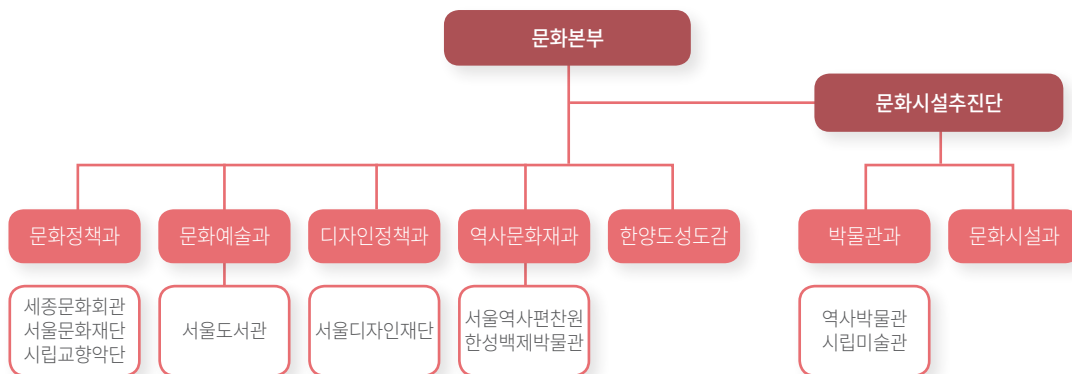 문화본부
문화시설추진단
문화정책과
문화예술과
디자인정책과
역사문화재과
한양도성도감
박물관과
문화시설과
세종문화회관
서울문화재단
시립교향악단
서울도서관
서울디자인재단
서울역사편찬원
한성백제박물관
역사박물관
시립미술관